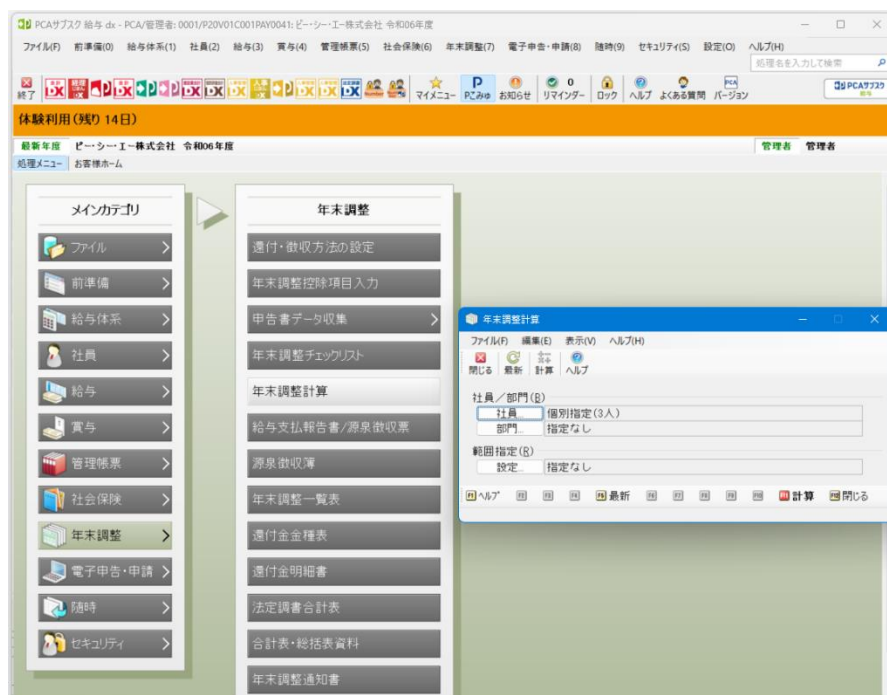 PCAサブスク 給与 dx - PCA/管理者: 0001/P20V01C001PAY0041: ピー・シー・エー株式会社 令和06年度
ファイル(F) 前準備(0) 給与体系(1) 社員(2) 給与(3) 賞与(4) 管理帳票(5) 社会保険(6) 年末調整(7) 電子申告・申請(8) 随時(9) セキュリティ(S) 設定(O) ヘルプ(H)
処理名を入力して検索
終了 マイメニュー Pこみゅ お知らせ 0 リマインダー ロック ヘルプ よくある質問 バージョン PCAサブスク 給与
体験利用(残り 14日)
最新年度 ピー・シー・エー株式会社 令和06年度 管理者 管理者
処理メニュー お客様ホーム
メインカテゴリ
ファイル
前準備
給与体系
社員
給与
賞与
管理帳票
社会保険
年末調整
電子申告・申請
随時
セキュリティ
年末調整
還付・徴収方法の設定
年末調整控除項目入力
申告書データ収集
年末調整チェックリスト
年末調整計算
給与支払報告書/源泉徴収票
源泉徴収簿
年末調整一覧表
還付金金種表
還付金明細書
法定調書合計表
合計表・総括表資料
年末調整通知書
年末調整計算
ファイル(F) 編集(E) 表示(V) ヘルプ(H)
閉じる 最新 計算 ヘルプ
社員/部門(B)
社員... 個別指定(3人)
部門... 指定なし
範囲指定(R)
設定... 指定なし
F1 ヘルプ F2 F3 F4 F5 最新 F6 F7 F8 F9 F10 F11 計算 F12 閉じる